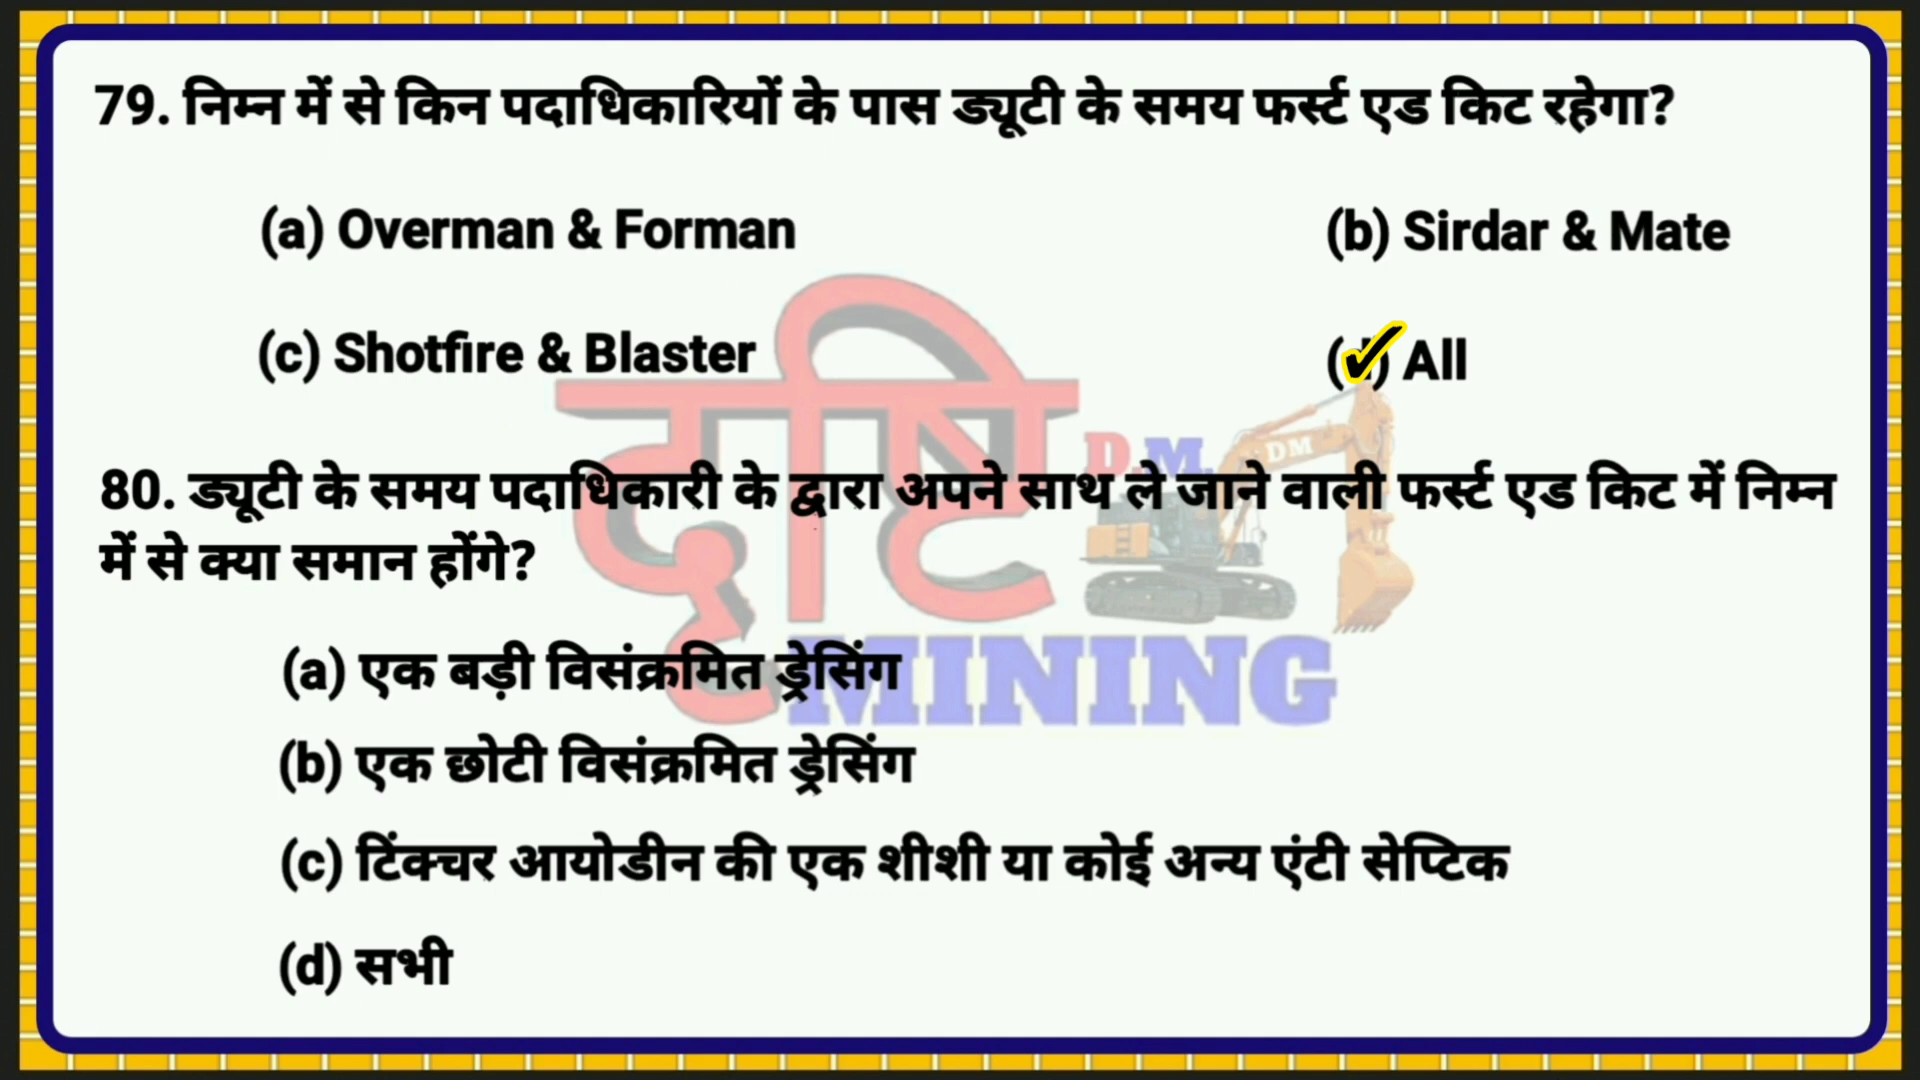 79. निम्न में से किन पदाधिकारियों के पास ड्यूटी के समय फर्स्ट एड किट रहेगा?
(a) Overman & Forman
(b) Sirdar & Mate
(c) Shotfire & Blaster
(d) All
दृष्टि
D.M.
DM
MINING
80. ड्यूटी के समय पदाधिकारी के द्वारा अपने साथ ले जाने वाली फर्स्ट एड किट में निम्न
में से क्या समान होंगे?
(a) एक बड़ी विसंक्रमित ड्रेसिंग
(b) एक छोटी विसंक्रमित ड्रेसिंग
(c) टिंक्चर आयोडीन की एक शीशी या कोई अन्य एंटी सेप्टिक
(d) सभी